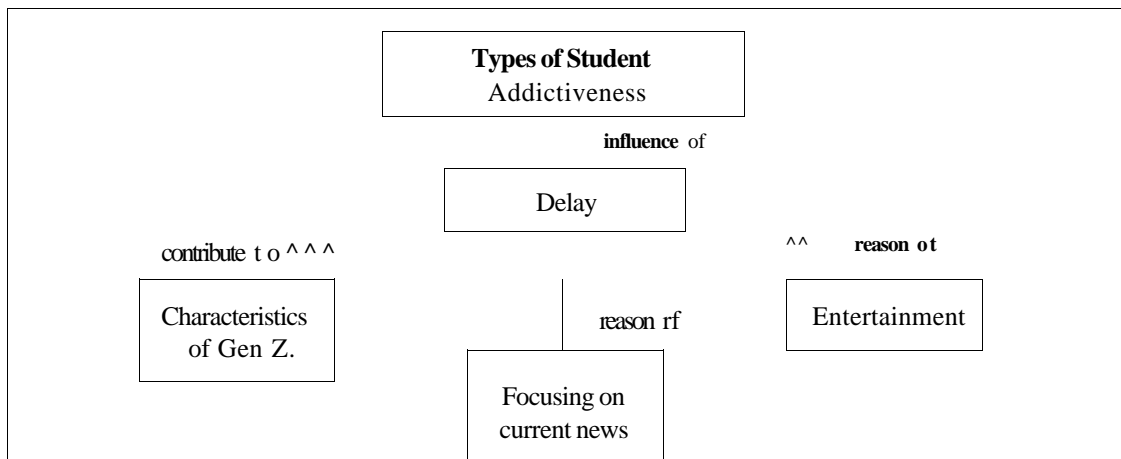 Types of Student
Addictiveness
influence of
Delay
contribute t o ^ ^ ^
^^ reason ot
Characteristics
of Gen Z.
reason rf
Entertainment
Focusing on
current news